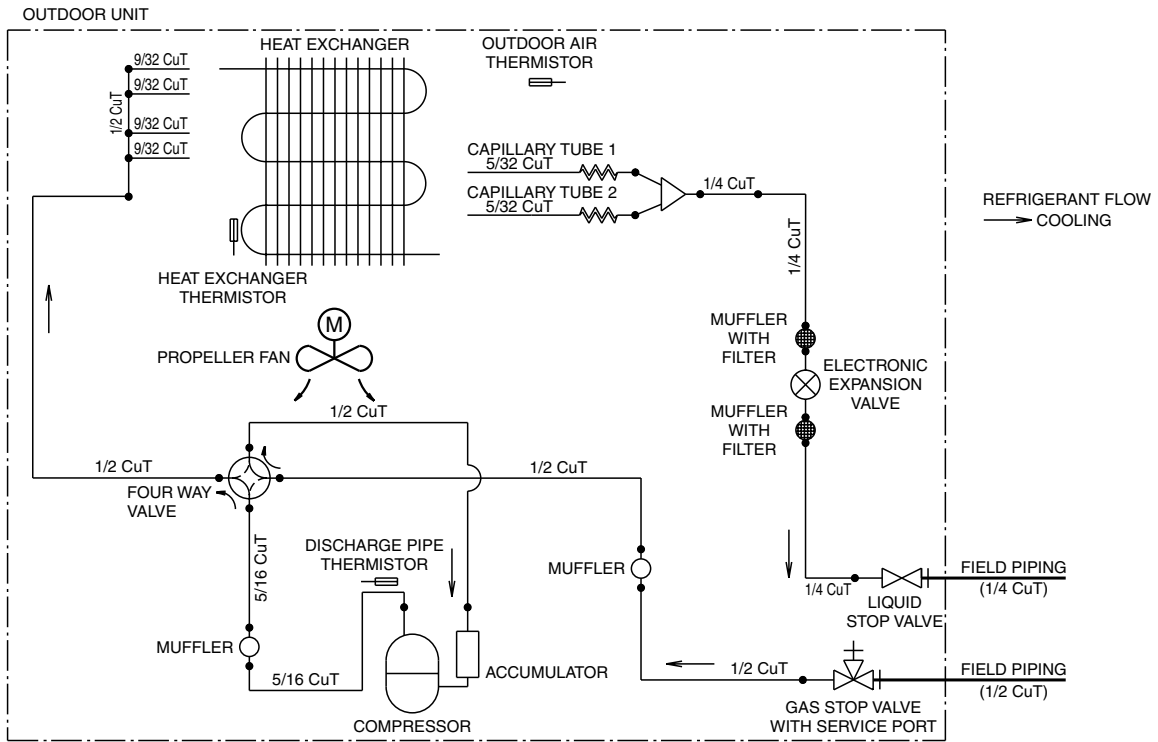 OUTDOOR UNIT
9/32 CuT
9/32 CuT
9/32 CuT
9/32 CuT
1/2 CuT
HEAT EXCHANGER
OUTDOOR AIR
THERMISTOR
CAPILLARY TUBE 1
5/32 CuT
CAPILLARY TUBE 2
5/32 CuT
1/4 CuT
1/4 CuT
REFRIGERANT FLOW
COOLING
HEAT EXCHANGER
THERMISTOR
M
PROPELLER FAN
MUFFLER
WITH
FILTER
ELECTRONIC
EXPANSION
VALVE
MUFFLER
WITH
FILTER
1/2 CuT
1/2 CuT
1/2 CuT
FOUR WAY
VALVE
5/16 CuT
DISCHARGE PIPE
THERMISTOR
MUFFLER
MUFFLER
5/16 CuT
ACCUMULATOR
COMPRESSOR
1/4 CuT
LIQUID
STOP VALVE
FIELD PIPING
(1/4 CuT)
1/2 CuT
GAS STOP VALVE
WITH SERVICE PORT
FIELD PIPING
(1/2 CuT)